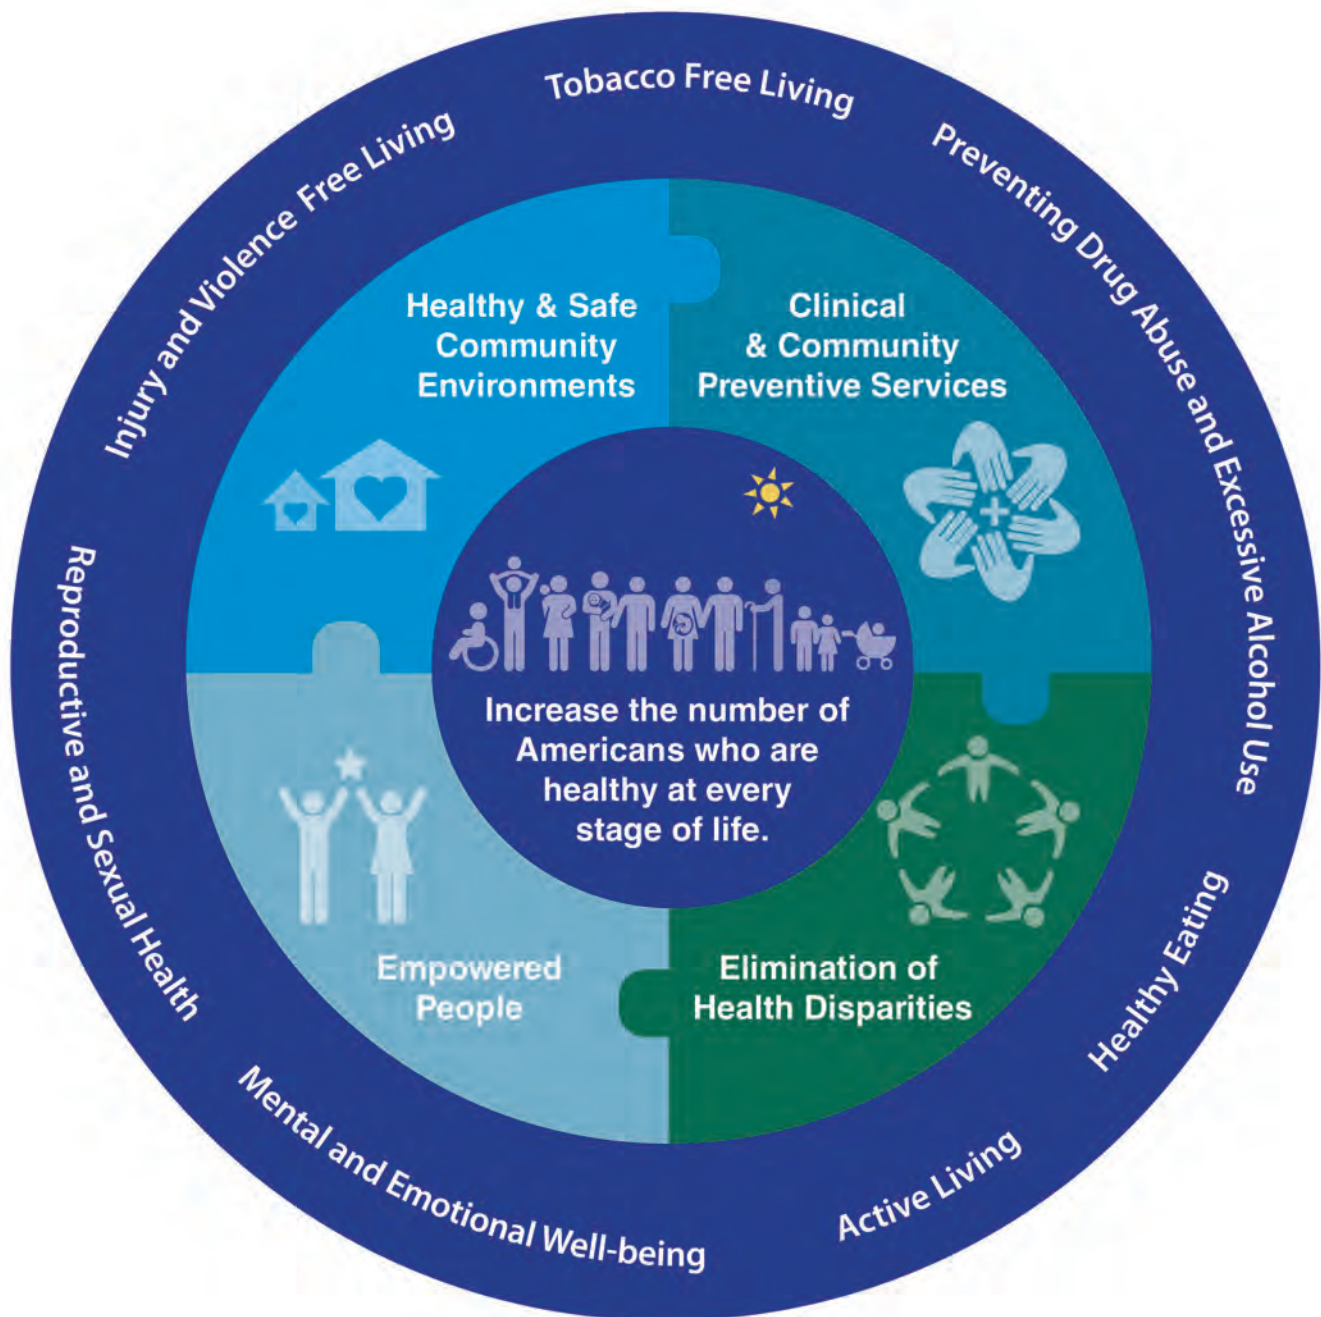 Tobacco Free Living
Preventing Drug Abuse and Excessive Alcohol Use
Healthy Eating
Active Living
Mental and Emotional Well-being
Reproductive and Sexual Health
Injury and Violence Free Living
Healthy & Safe
Community
Environments
Clinical
& Community
Preventive Services
Increase the number of
Americans who are
healthy at every
stage of life.
Empowered
People
Elimination of
Health Disparities